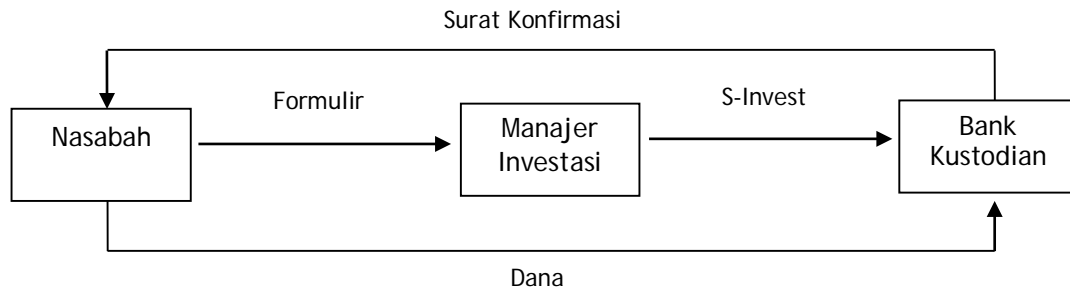 Surat Konfirmasi
Formulir
S-Invest
Nasabah
Manajer
Investasi
Bank
Kustodian
Dana